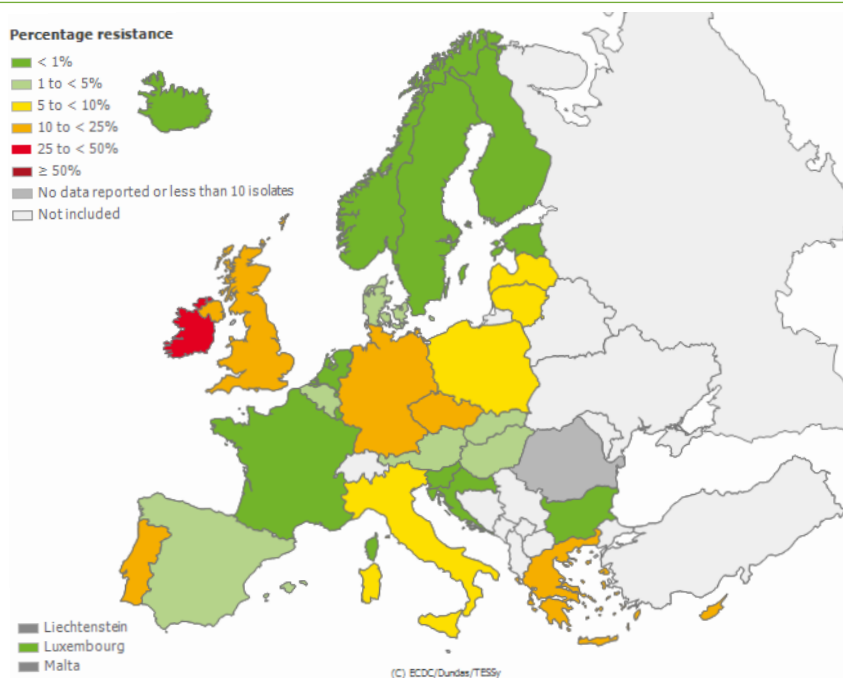 Percentage resistance
< 1%
1 to < 5%
5 to < 10%
10 to < 25%
25 to < 50%
≥ 50%
No data reported or less than 10 isolates
Not included
Liechtenstein
Luxembourg
Malta
(C) ECDC/Dundas/TESSy